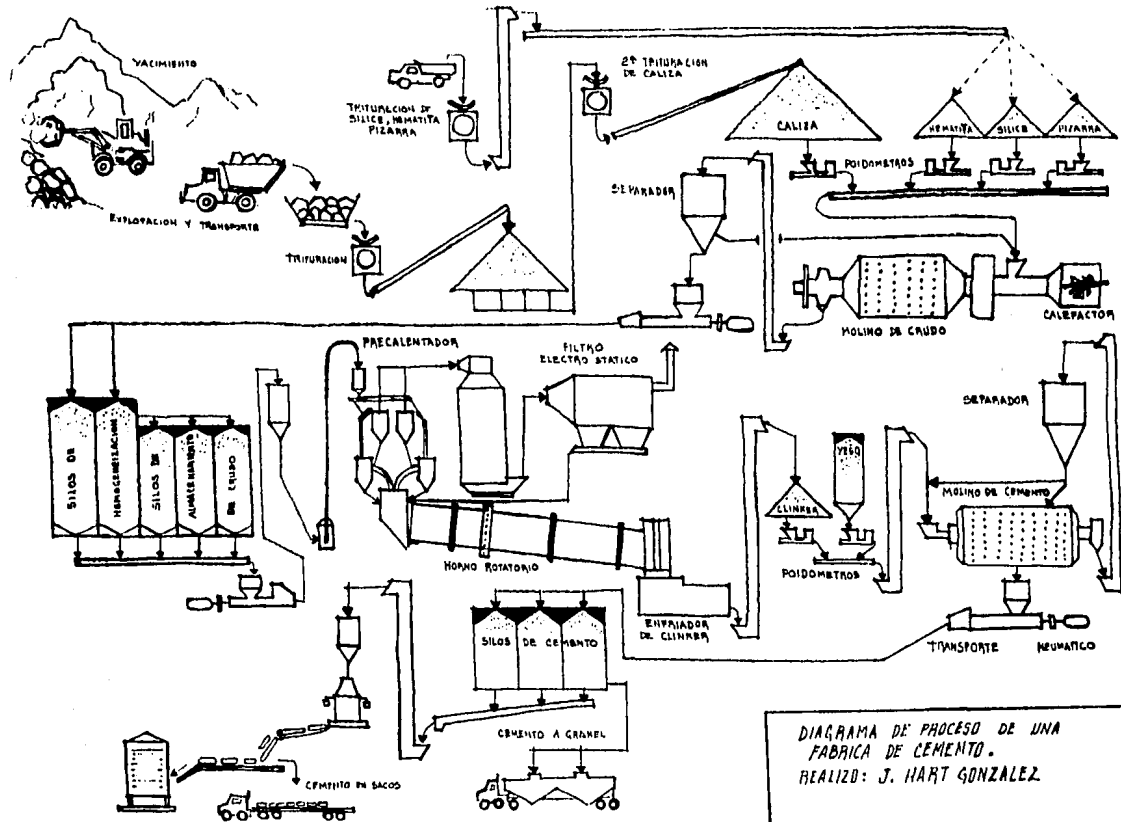 YACIMIENTO
EXPLOTACION Y TRANSPORTE
TRITURACION
TRITURACION DE
SILICE, HEMATITA
PIZARRA
2ª TRITURACION
DE CALIZA
CALIZA
HEMATITA
SILICE
PIZARRA
POIDOMETROS
SEPARADOR
MOLINO DE CRUDO
CALEFACTOR
PRECALENTADOR
FILTRO
ELECTRO STATICO
SILOS DE
HOMOGENEIZACION
SILOS DE
ALMACENAMIENTO
DE CRUDO
HORNO ROTATORIO
ENFRIADOR
DE CLINKER
CLINKER
YESO
POIDOMETROS
SEPARADOR
MOLINO DE CEMENTO
TRANSPORTE NEUMATICO
SILOS DE CEMENTO
CEMENTO A GRANEL
CEMENTO EN SACOS
DIAGRAMA DE PROCESO DE UNA
FABRICA DE CEMENTO.
REALIZO: J. HART GONZALEZ